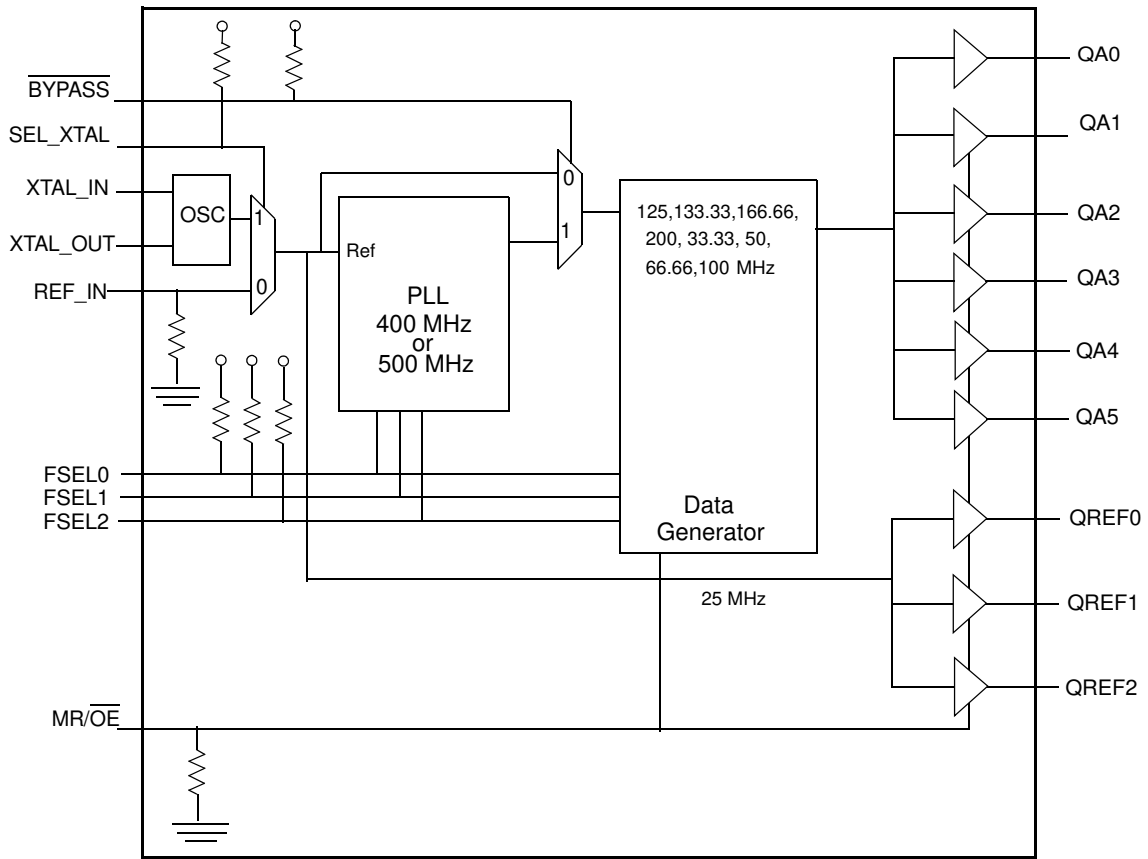 BYPASS
SEL_XTAL
XTAL_IN
XTAL_OUT
REF_IN
OSC
1
0
Ref
PLL
400 MHz
or
500 MHz
0
1
125,133.33,166.66,
200, 33.33, 50,
66.66,100 MHz
Data
Generator
FSEL0
FSEL1
FSEL2
25 MHz
MR/OE
QA0
QA1
QA2
QA3
QA4
QA5
QREF0
QREF1
QREF2